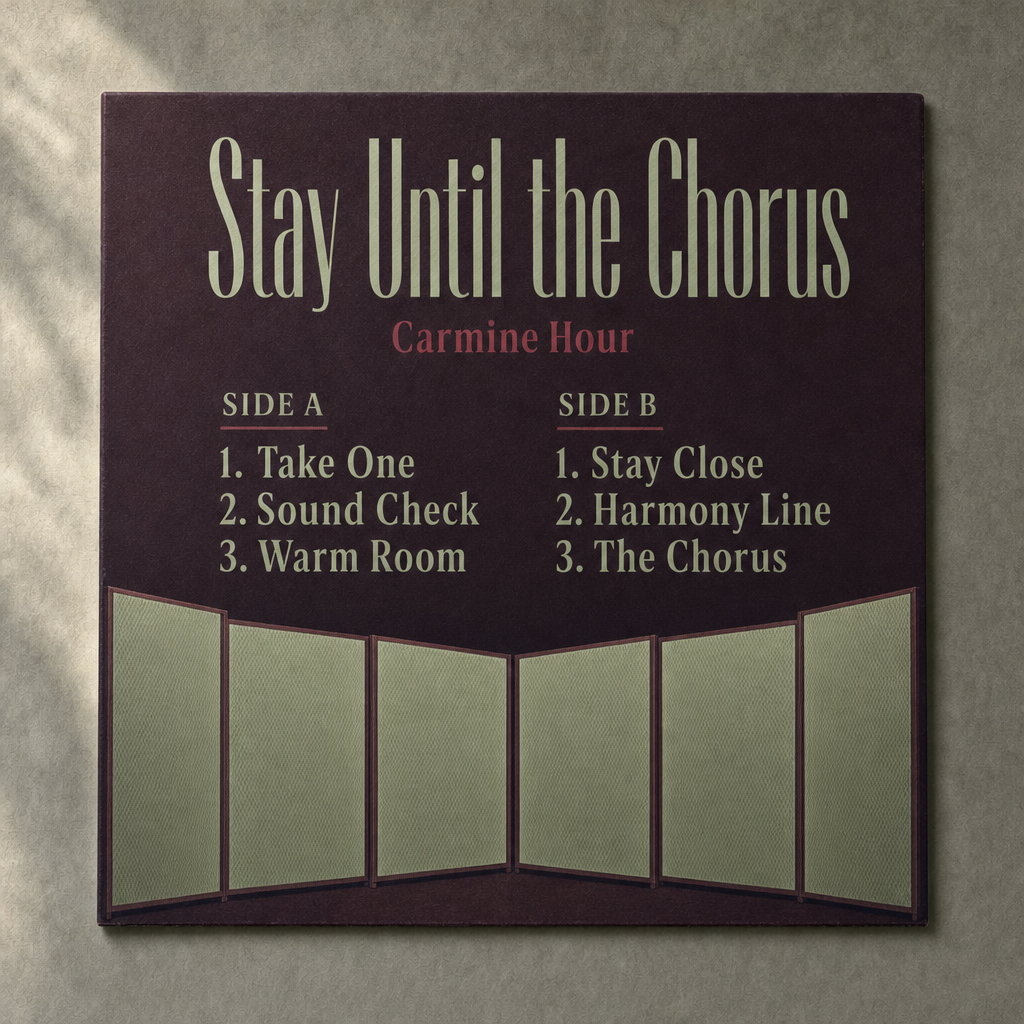 Stay Until the Chorus
Carmine Hour
SIDE A
1. Take One
2. Sound Check
3. Warm Room
SIDE B
1. Stay Close
2. Harmony Line
3. The Chorus